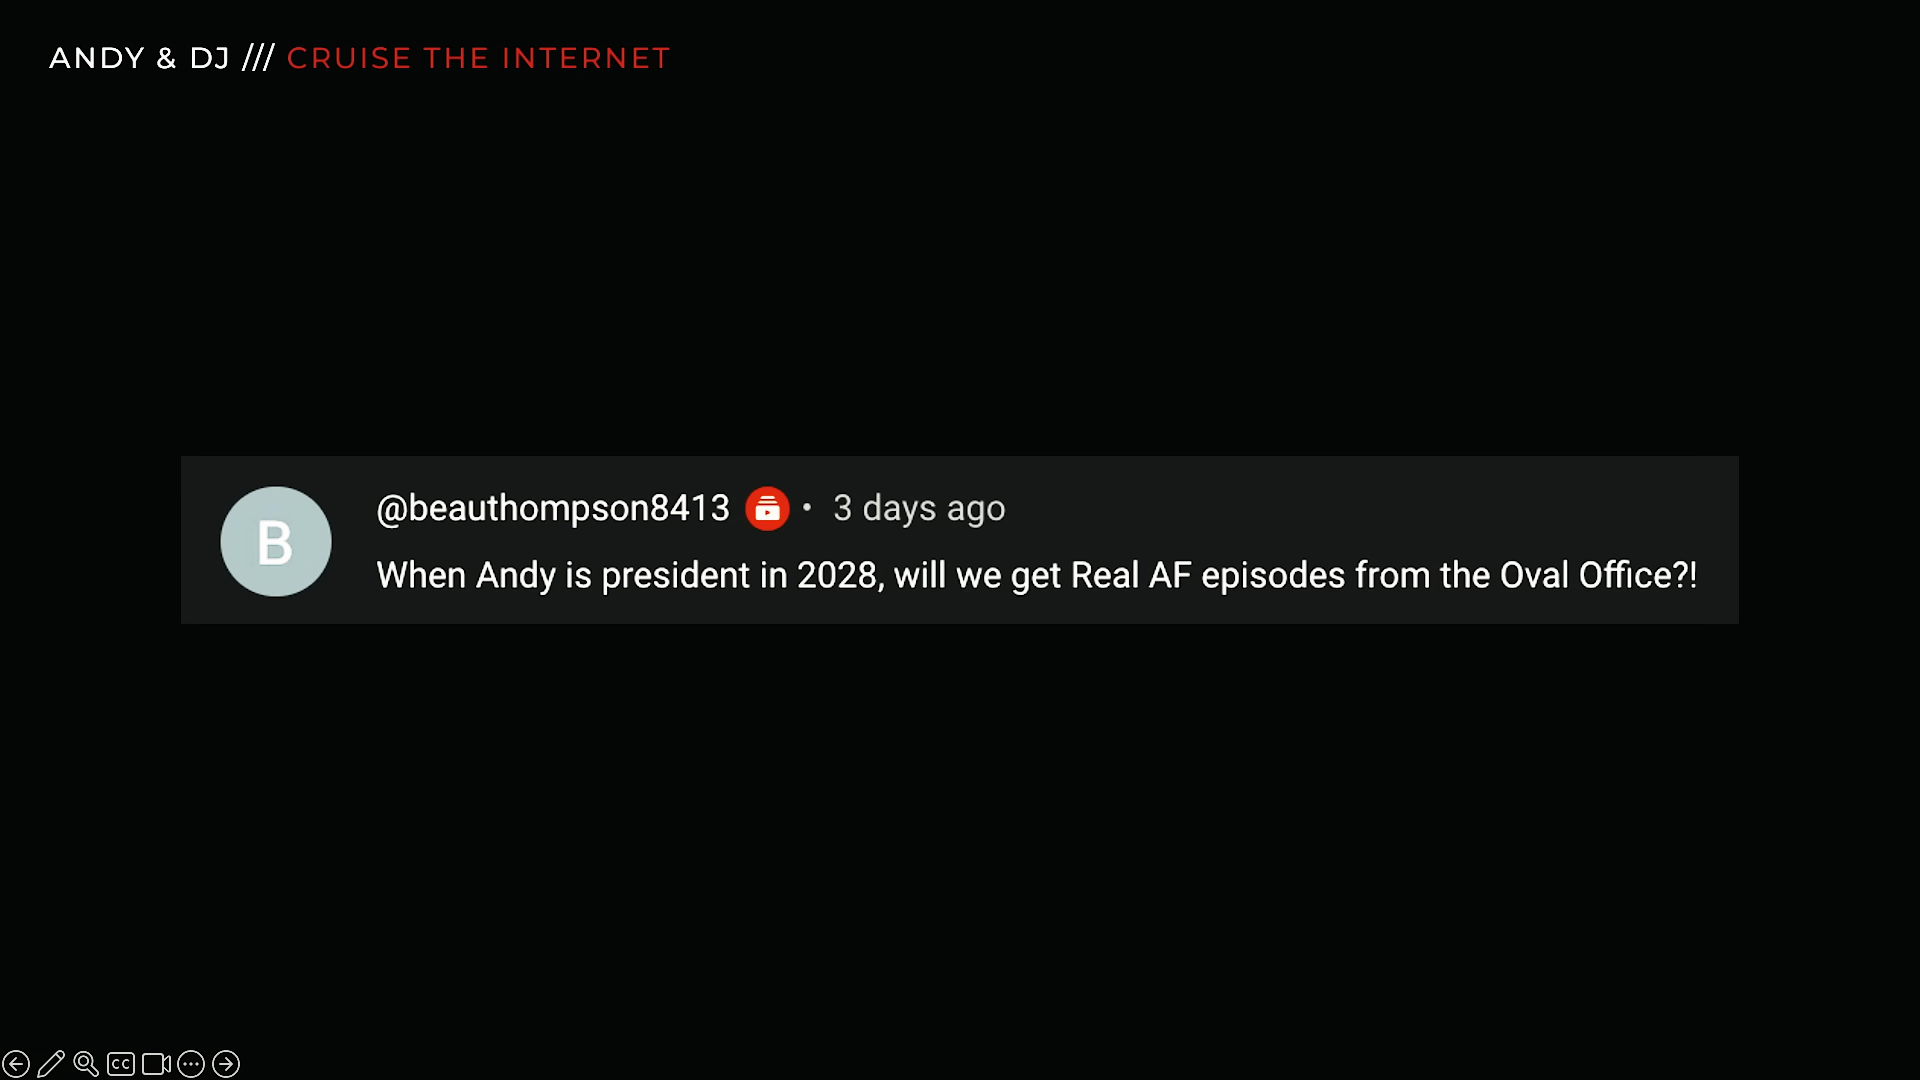 ANDY & DJ /// CRUISE THE INTERNET
B
@beauthompson8413 • 3 days ago
When Andy is president in 2028, will we get Real AF episodes from the Oval Office?!
CC